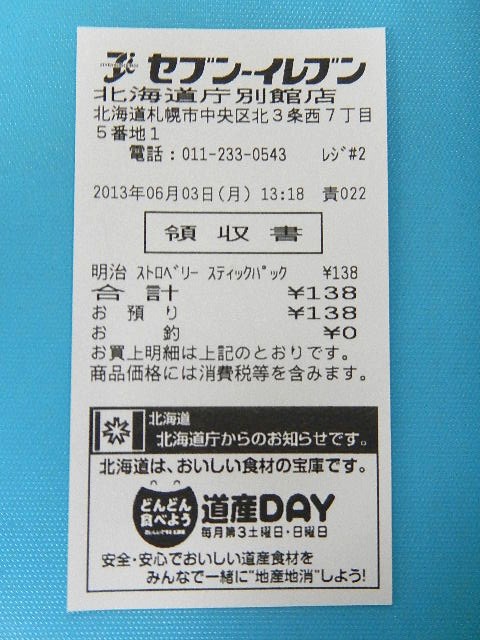 セブン-イレブン
北海道庁別館店
北海道札幌市中央区北3条西7丁目
5番地1
電話:011-233-0543 ﾚｼﾞ#2
2013年06月03日(月) 13:18 責022
領収書
明治 ｽﾄﾛﾍﾞﾘｰ ｽﾃｨｯｸﾊﾟｯｸ ¥138
合計 ¥138
お預り ¥138
お釣 ¥0
お買上明細は上記のとおりです。
商品価格には消費税等を含みます。
北海道
北海道庁からのお知らせです。
北海道は、おいしい食材の宝庫です。
どんどん
食べよう
道産DAY
毎月第3土曜日・日曜日
安全・安心でおいしい道産食材を
みんなで一緒に"地産地消"しよう!